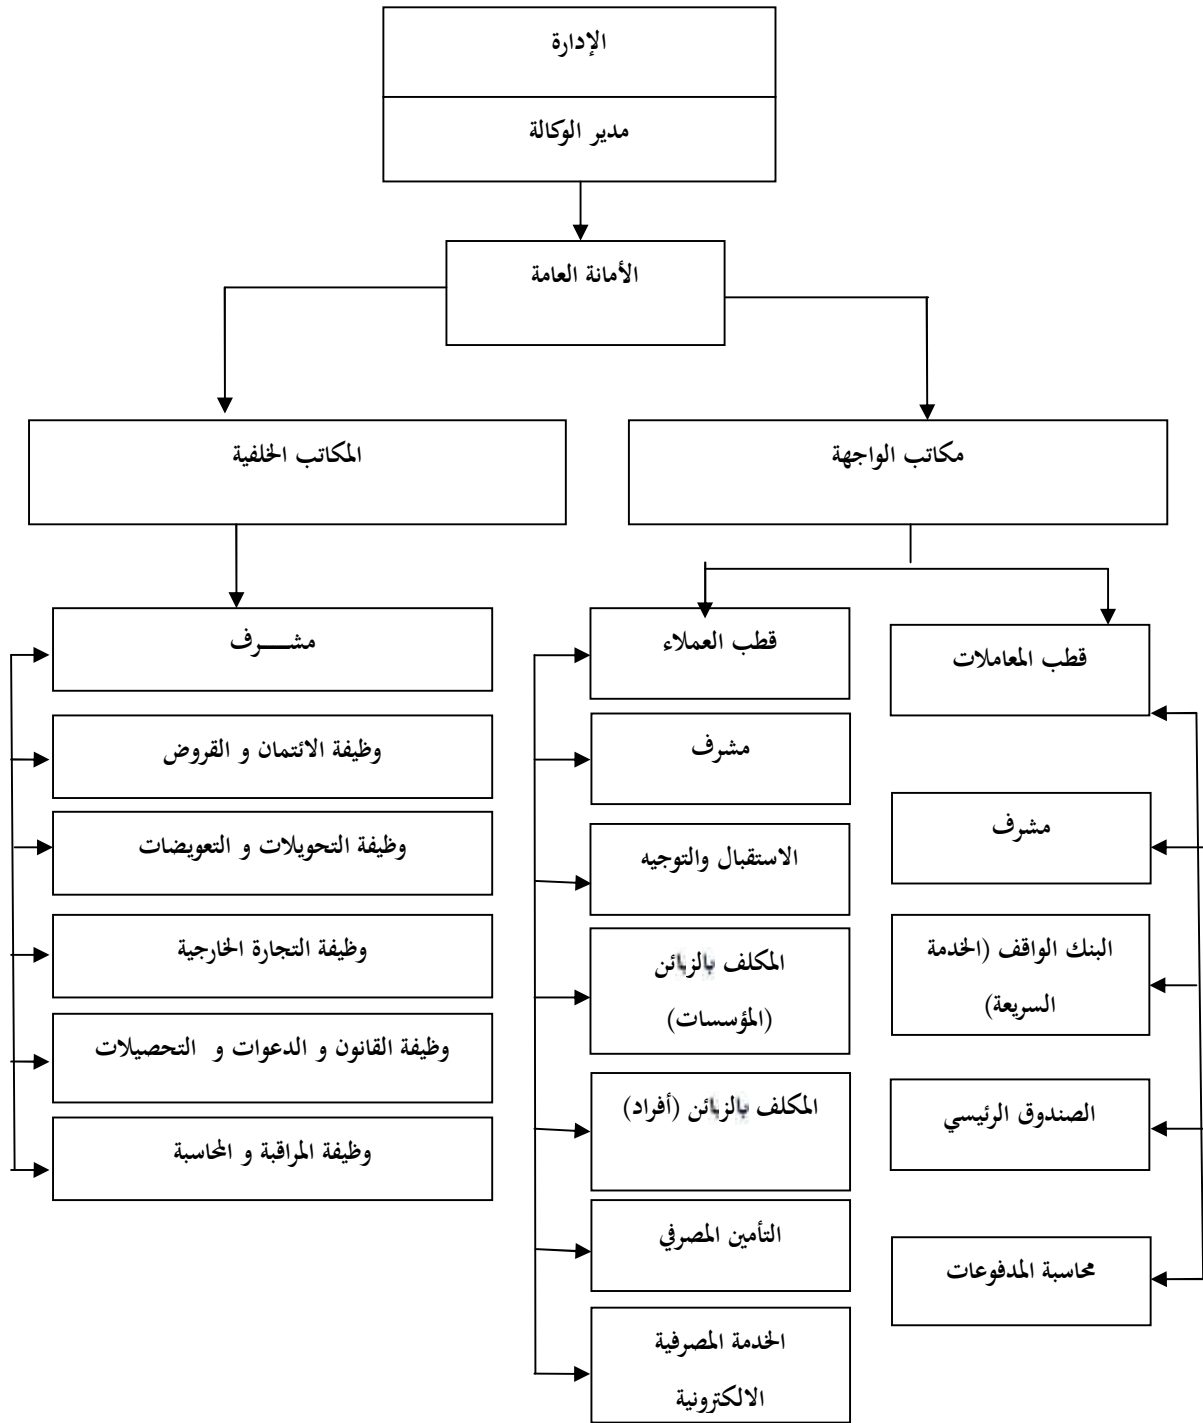 الإدارة
مدير الوكالة
الأمانة العامة
مكاتب الواجهة
المكاتب الخلفية
قطب المعاملات
مشرف
البنك الواقف (الخدمة
السريعة)
الصندوق الرئيسي
محاسبة المدفوعات
قطب العملاء
مشرف
الاستقبال والتوجيه
المكلف بالزبائن
(المؤسسات)
المكلف بالزبائن (أفراد)
التأمين المصرفي
الخدمة المصرفية
الالكترونية
مشـــرف
وظيفة الائتمان و القروض
وظيفة التحويلات و التعويضات
وظيفة التجارة الخارجية
وظيفة القانون و الدعوات و التحصيلات
وظيفة المراقبة و المحاسبة